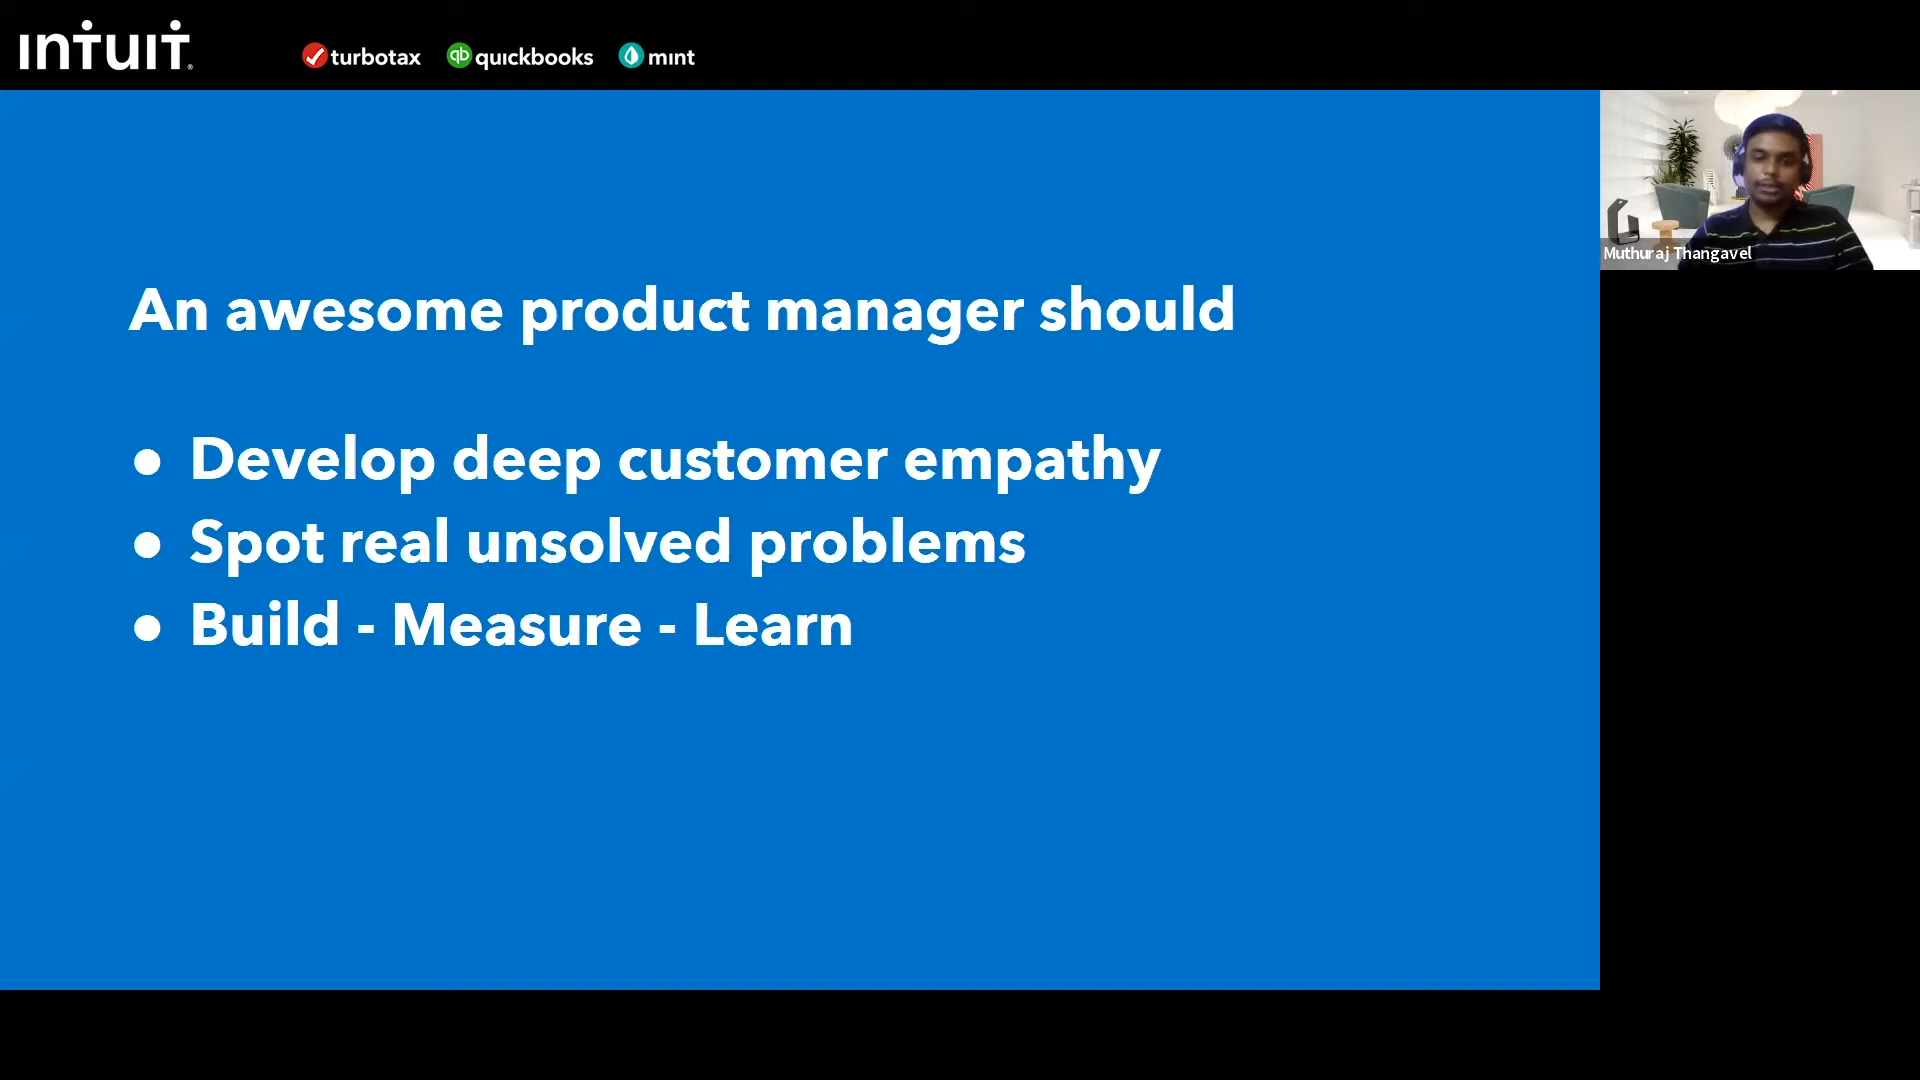 intuit
turbotax
qb quickbooks
mint
Muthuraj Thangavel
An awesome product manager should
● Develop deep customer empathy
● Spot real unsolved problems
● Build - Measure - Learn